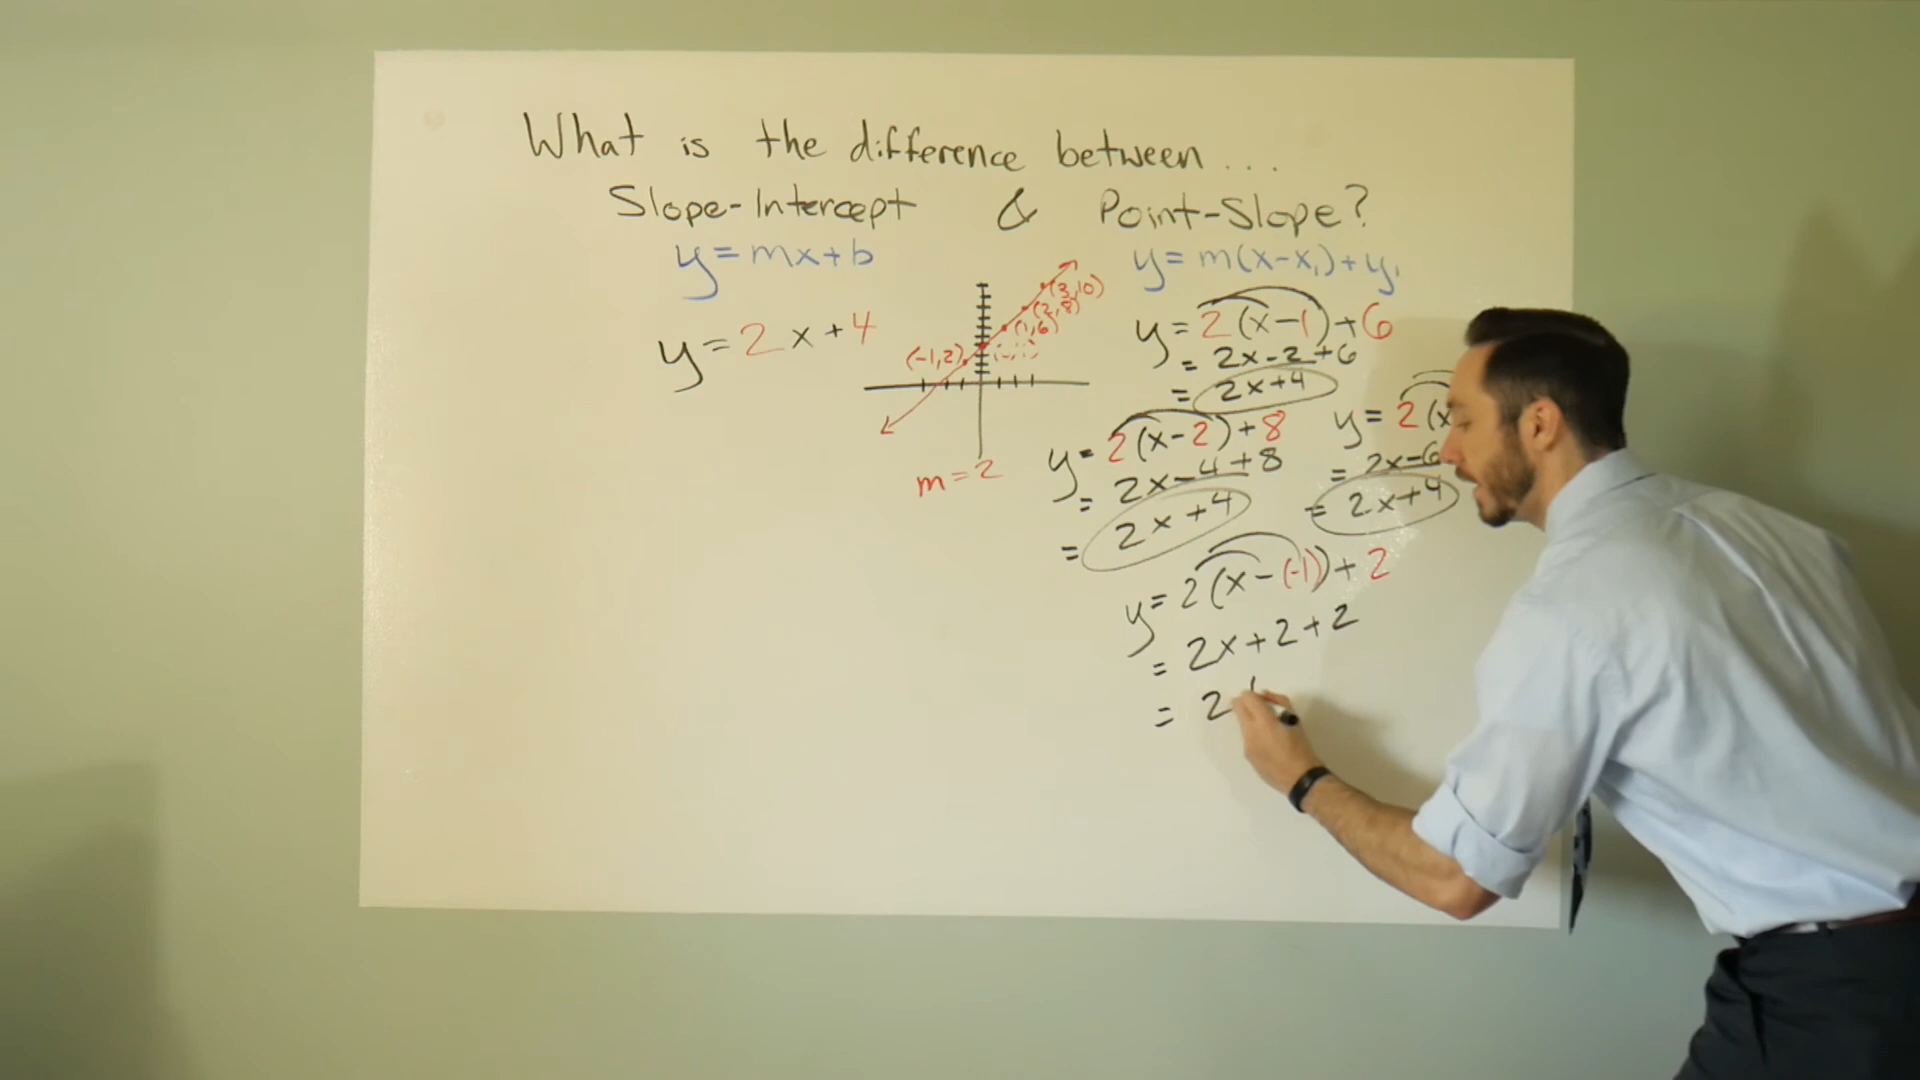 What is the difference between ...
Slope-Intercept & Point-Slope?
y=mx+b
y=2x+4
(3,10)
(2,8)
(1,6)
(-1,2)
m=2
y=m(x-x₁)+y₁
y=2(x-1)+6
=2x-2+6
=2x+4
y=2(x-2)+8
=2x-4+8
=2x+4
y=2(x
=2x-6
=2x+4
y=2(x-(-1))+2
=2x+2+2
=2